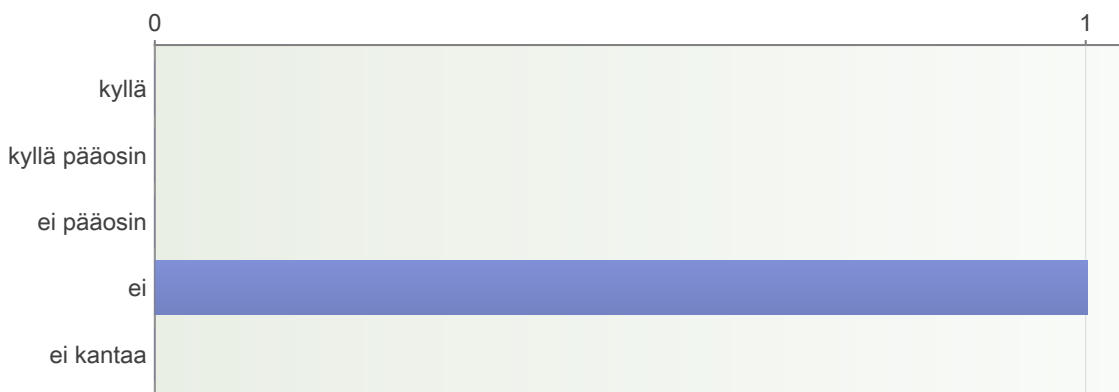 0 1
kyllä
kyllä pääosin
ei pääosin
ei
ei kantaa